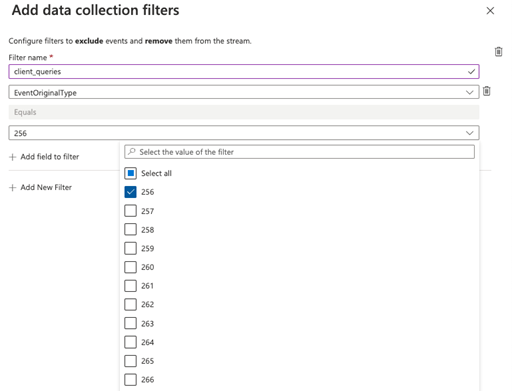 Add data collection filters
Configure filters to exclude events and remove them from the stream.
Filter name *
client_queries
EventOriginalType
Equals
256
Add field to filter
Add New Filter
Select the value of the filter
Select all
256
257
258
259
260
261
262
263
264
265
266